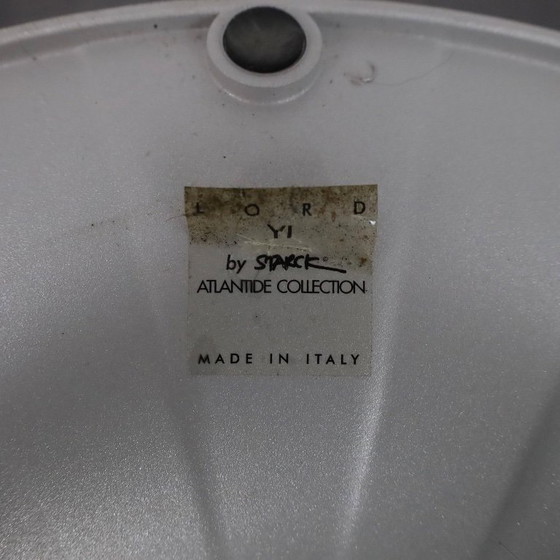 LORD
YI
by STARCK
ATLANTIDE COLLECTION
MADE IN ITALY